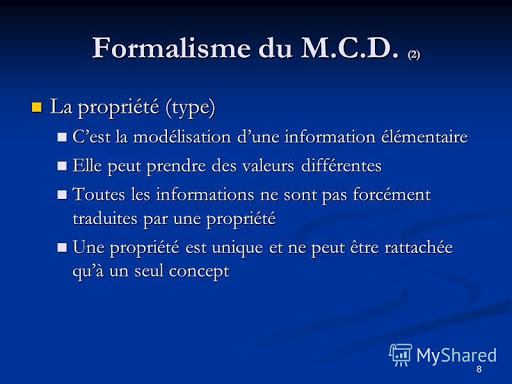 Formalisme du M.C.D. (2)
La propriété (type)
C’est la modélisation d’une information élémentaire
Elle peut prendre des valeurs différentes
Toutes les informations ne sont pas forcément
traduites par une propriété
Une propriété est unique et ne peut être rattachée
qu’à un seul concept
MyShared
8